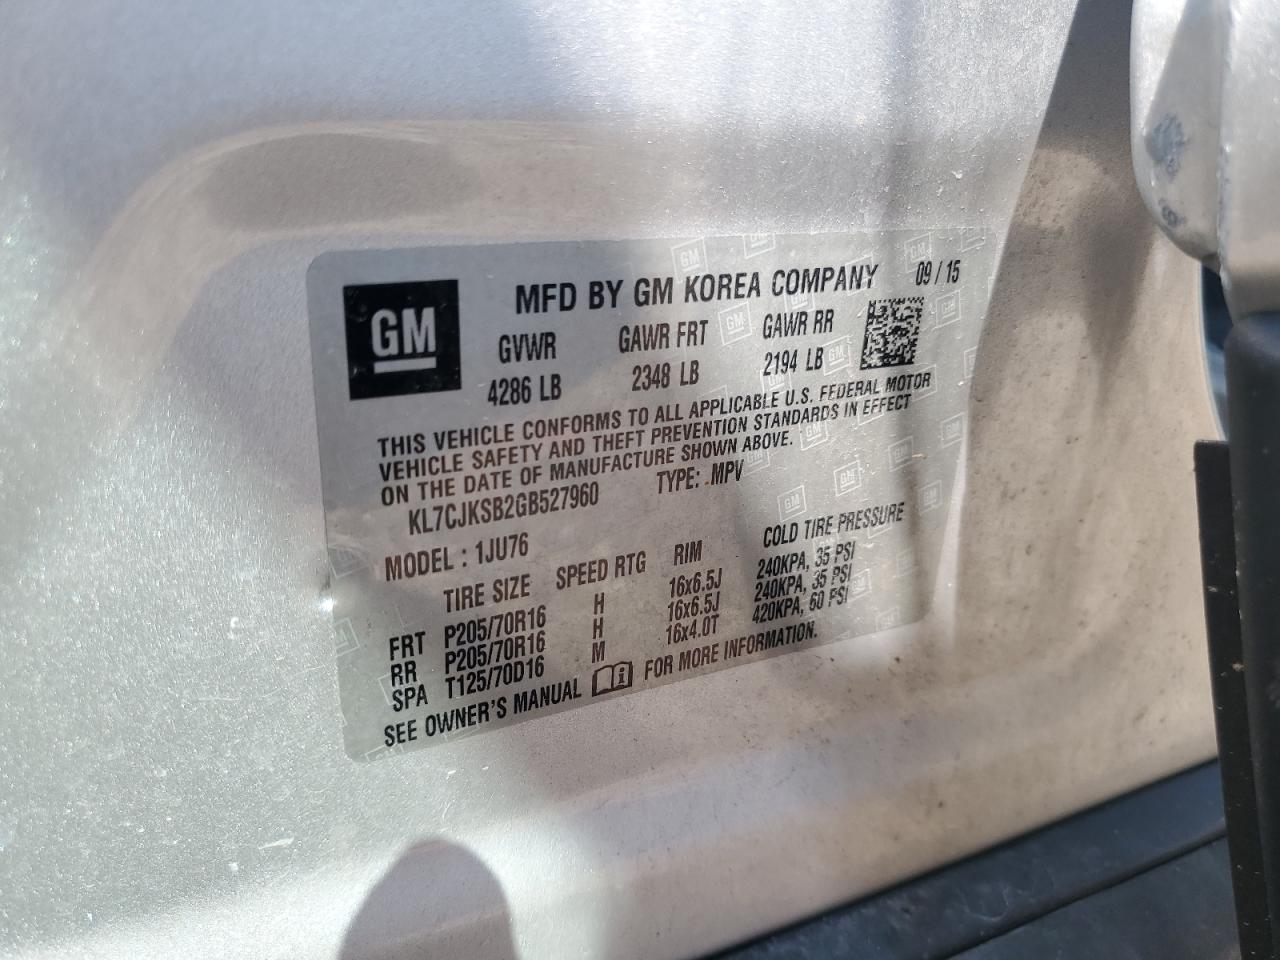 GM
MFD BY GM KOREA COMPANY 09 / 15
GVWR GAWR FRT GAWR RR
4286 LB 2348 LB 2194 LB
THIS VEHICLE CONFORMS TO ALL APPLICABLE U.S. FEDERAL MOTOR
VEHICLE SAFETY AND THEFT PREVENTION STANDARDS IN EFFECT
ON THE DATE OF MANUFACTURE SHOWN ABOVE.
KL7CJKSB2GB527960 TYPE: MPV
MODEL : 1JU76
TIRE SIZE SPEED RTG RIM COLD TIRE PRESSURE
FRT P205/70R16 H 16x6.5J 240KPA, 35 PSI
RR P205/70R16 H 16x6.5J 240KPA, 35 PSI
SPA T125/70D16 M 16x4.0T 420KPA, 60 PSI
SEE OWNER'S MANUAL i FOR MORE INFORMATION.